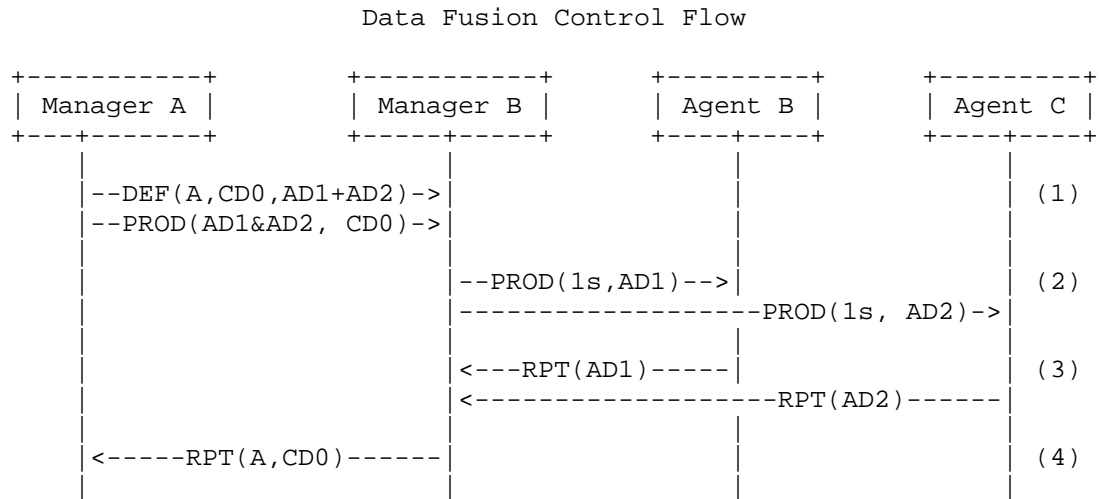 Data Fusion Control Flow
Manager A Manager B Agent B Agent C
--DEF(A,CD0,AD1+AD2)-> (1)
--PROD(AD1&AD2, CD0)->
--PROD(1s,AD1)--> (2)
-------------------PROD(1s, AD2)->
<---RPT(AD1)----- (3)
<-------------------RPT(AD2)------
<-----RPT(A,CD0)------ (4)